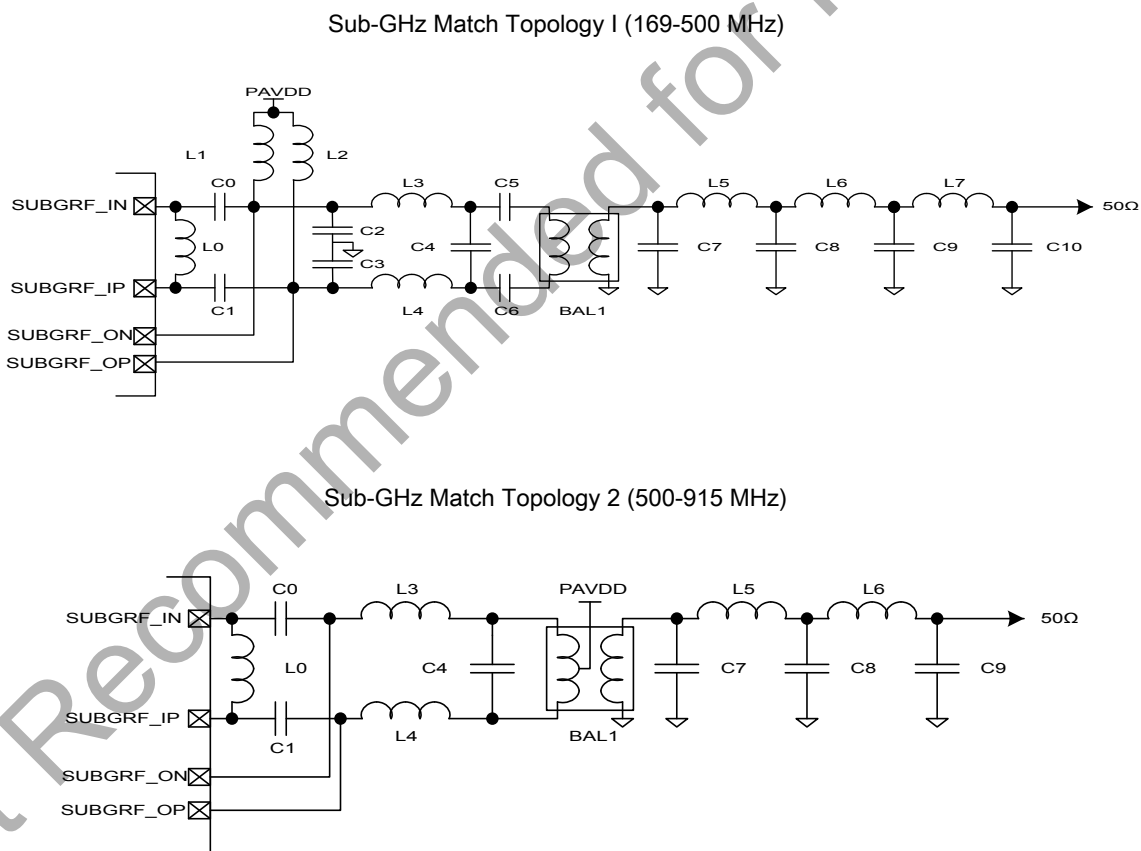 Sub-GHz Match Topology I (169-500 MHz)
PAVDD
L1
L2
C0
L3
C5
L5
L6
L7
SUBGRF_IN
50Ω
L0
C2
C4
C7
C8
C9
C10
C3
SUBGRF_IP
C1
L4
C6
BAL1
SUBGRF_ON
SUBGRF_OP
Sub-GHz Match Topology 2 (500-915 MHz)
C0
L3
PAVDD
L5
L6
SUBGRF_IN
50Ω
L0
C4
C7
C8
C9
SUBGRF_IP
C1
L4
BAL1
SUBGRF_ON
SUBGRF_OP
Recommended for